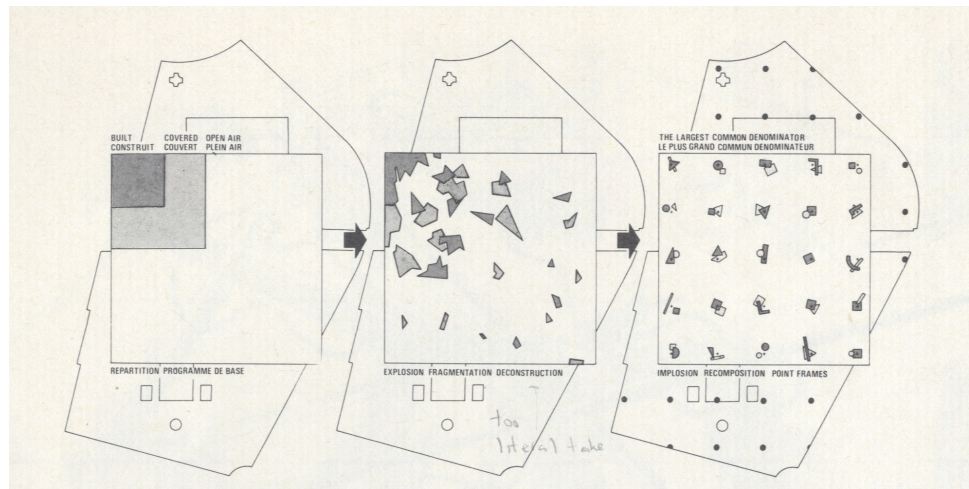 BUILT COVERED OPEN AIR
CONSTRUIT COUVERT PLEIN AIR
REPARTITION PROGRAMME DE BASE
EXPLOSION FRAGMENTATION DECONSTRUCTION
too
literal take
THE LARGEST COMMON DENOMINATOR
LE PLUS GRAND COMMUN DENOMINATEUR
IMPLOSION RECOMPOSITION POINT FRAMES